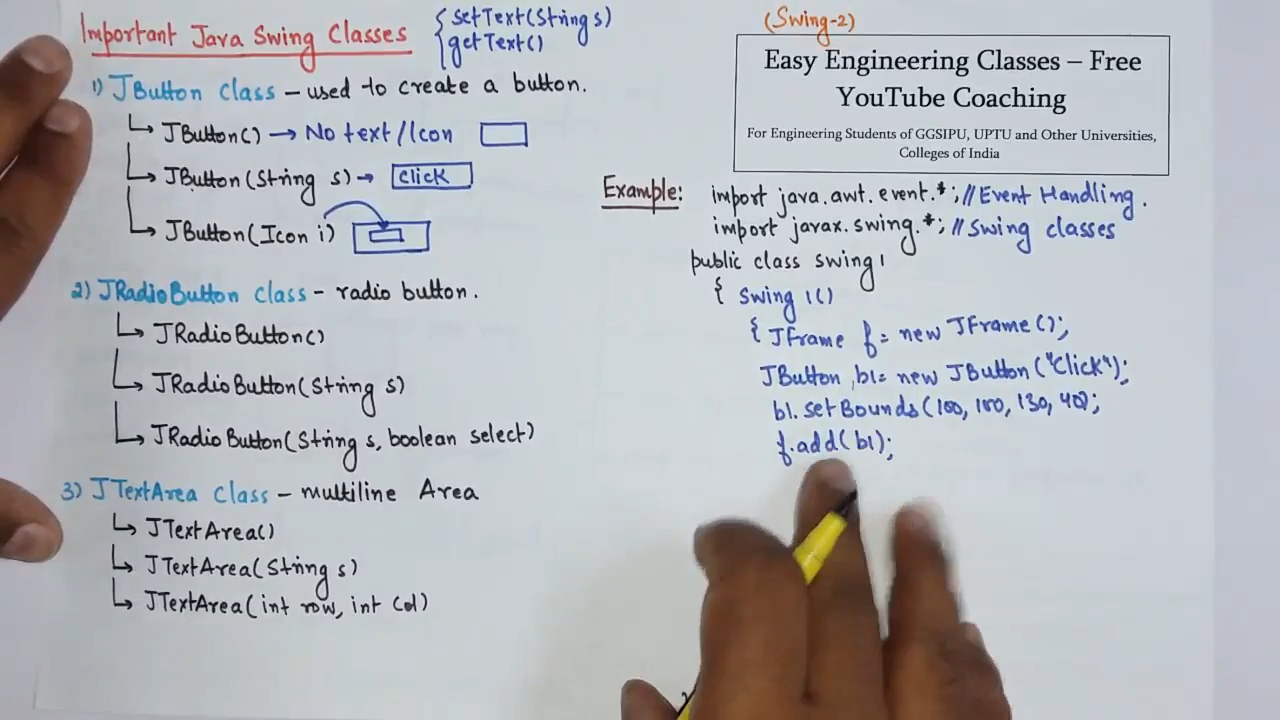 Important Java Swing Classes
{ setText(String s)
getText()
1) JButton Class – used to create a button.
↳ JButton() → No text/Icon
↳ JButton(String s) → Click
↳ JButton(Icon i)
2) JRadioButton Class – radio button.
↳ JRadioButton()
↳ JRadioButton(String s)
↳ JRadioButton(String s, boolean select)
3) JTextArea Class – multiline Area
↳ JTextArea()
↳ JTextArea(String s)
↳ JTextArea(int row, int Col)
(Swing-2)
Easy Engineering Classes – Free
YouTube Coaching
For Engineering Students of GGSIPU, UPTU and Other Universities,
Colleges of India
Example: import java.awt.event.*; //Event Handling.
import javax.swing.*; //Swing classes
public class swing1
{ Swing 1()
{ JFrame f= new JFrame();
JButton b1= new JButton("Click");
b1.setBounds(100, 100, 130, 40);
f.add(b1);